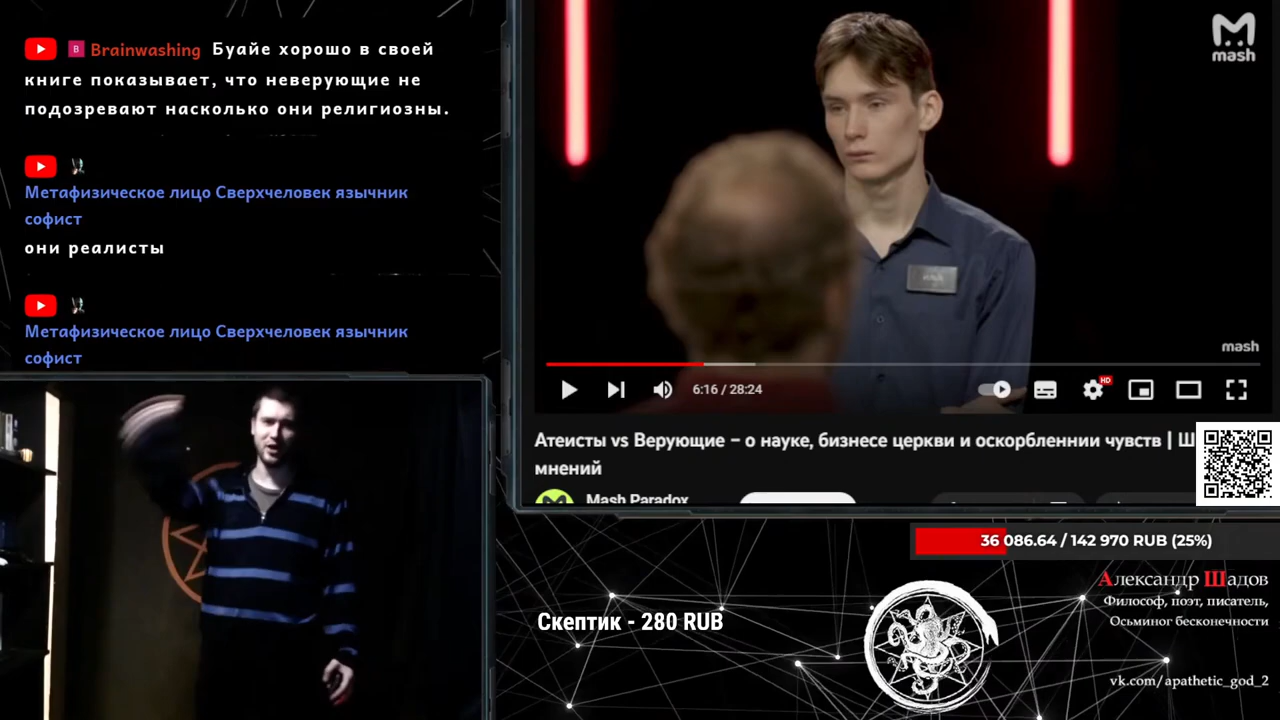 Brainwashing Буайе хорошо в своей
книге показывает, что неверующие не
подозревают насколько они религиозны.
Метафизическое лицо Сверхчеловек язычник
софист
они реалисты
Метафизическое лицо Сверхчеловек язычник
софист
mash
mash
6:16 / 28:24
HD
Атеисты vs Верующие – о науке, бизнесе церкви и оскорбленнии чувств | Ш
мнений
Mash Paradox
36 086.64 / 142 970 RUB (25%)
Скептик - 280 RUB
Александр Шадов
Философ, поэт, писатель,
Осьминог бесконечности
vk.com/apathetic_god_2